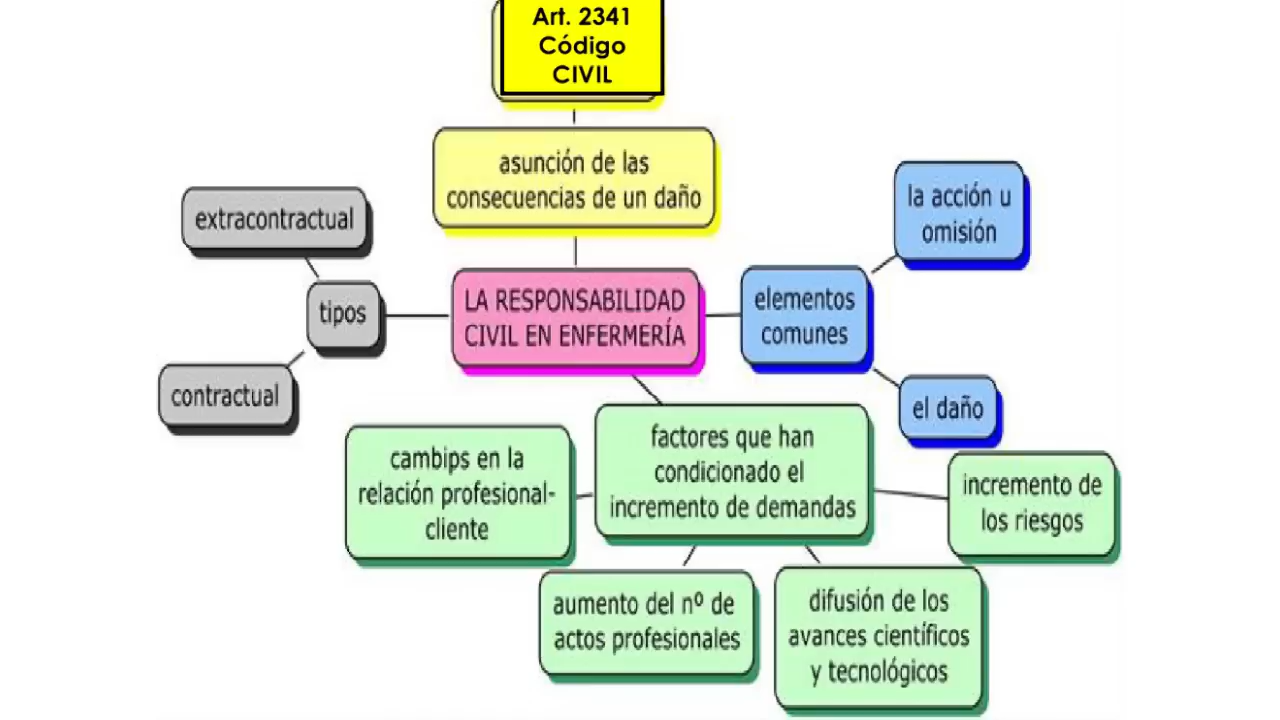 Art. 2341
Código
CIVIL
asunción de las
consecuencias de un daño
extracontractual
tipos
contractual
LA RESPONSABILIDAD
CIVIL EN ENFERMERÍA
elementos
comunes
la acción u
omisión
el daño
factores que han
condicionado el
incremento de demandas
cambips en la
relación profesional-
cliente
aumento del nº de
actos profesionales
difusión de los
avances científicos
y tecnológicos
incremento de
los riesgos